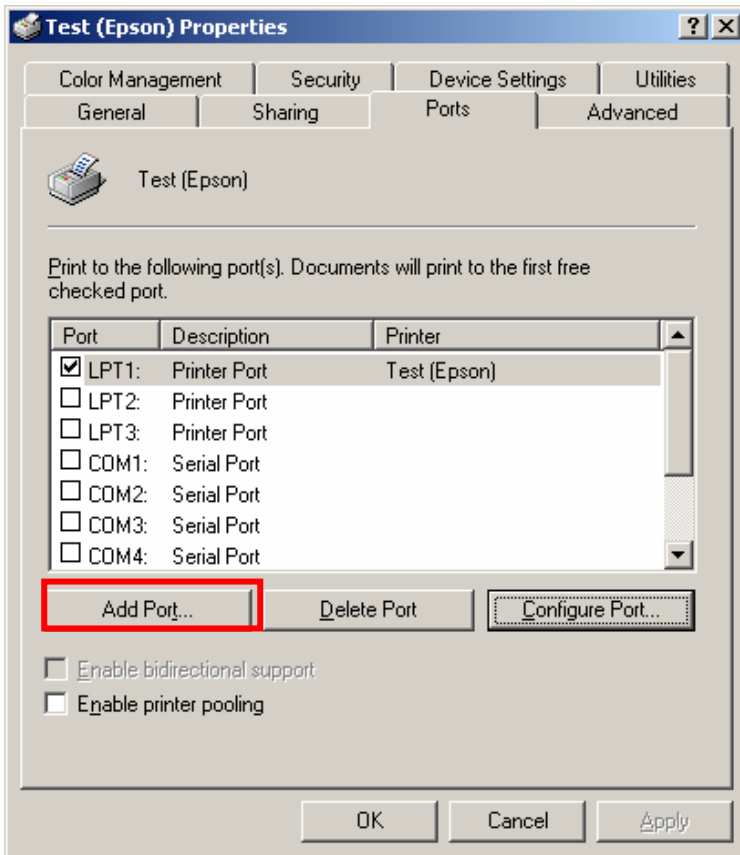 Test (Epson) Properties
Color Management Security Device Settings Utilities
General Sharing Ports Advanced
Test (Epson)
Print to the following port(s). Documents will print to the first free
checked port.
Port Description Printer
LPT1: Printer Port Test (Epson)
LPT2: Printer Port
LPT3: Printer Port
COM1: Serial Port
COM2: Serial Port
COM3: Serial Port
COM4: Serial Port
Add Port... Delete Port Configure Port...
Enable bidirectional support
Enable printer pooling
OK Cancel Apply